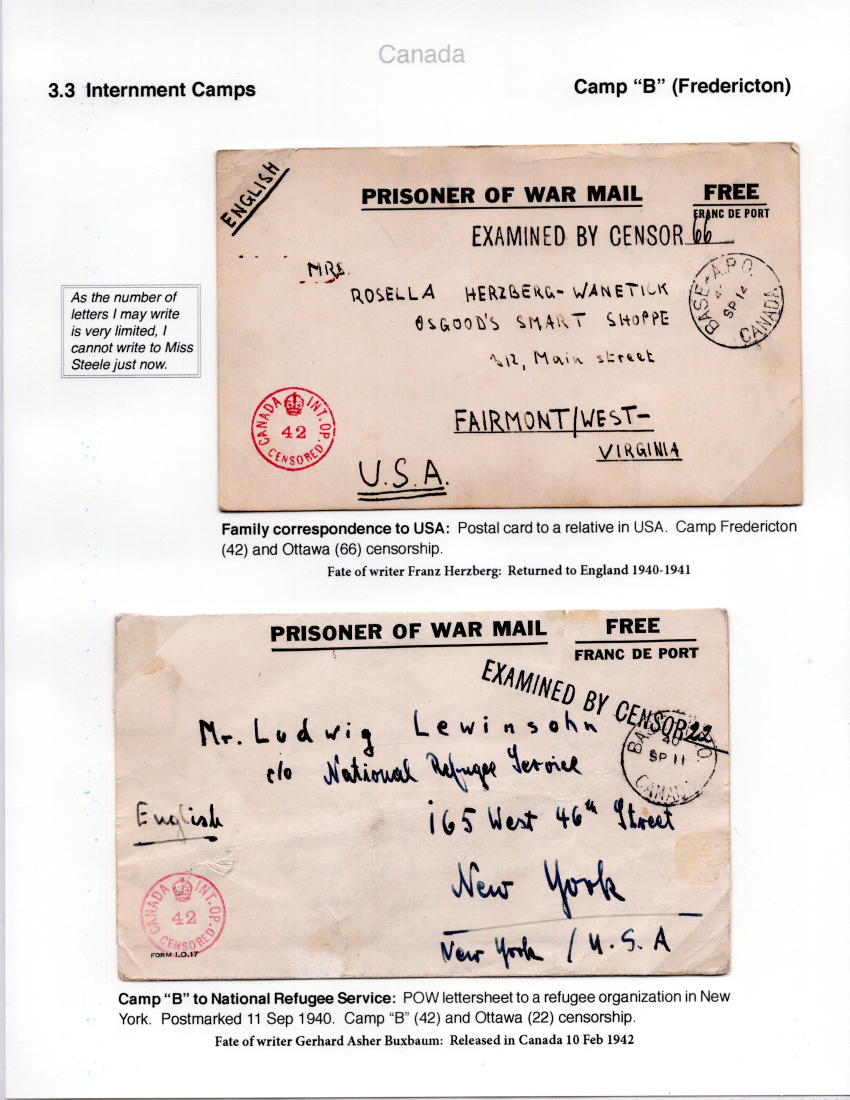 Canada
3.3 Internment Camps
Camp “B” (Fredericton)
ENGLISH
PRISONER OF WAR MAIL
FREE
FRANC DE PORT
EXAMINED BY CENSOR 66
MRS.
ROSELLA HERZBERG-WANETICK
OSGOOD'S SMART SHOPPE
312, Main street
FAIRMONT/WEST-
VIRGINIA
U.S.A.
BASE-A.P.O.
SP 14
CANADA
CANADA INT. OP.
42
CENSORED
As the number of
letters I may write
is very limited, I
cannot write to Miss
Steele just now.
Family correspondence to USA: Postal card to a relative in USA. Camp Fredericton
(42) and Ottawa (66) censorship.
Fate of writer Franz Herzberg: Returned to England 1940-1941
PRISONER OF WAR MAIL
FREE
FRANC DE PORT
EXAMINED BY CENSOR 22
Mr. Ludwig Lewinsohn
c/o National Refugee Service
165 West 46th Street
New York
New York / U.S.A
English
40
SP 11
CANADA
CANADA INT. OP.
42
CENSORED
FORM I.O.17
Camp “B” to National Refugee Service: POW lettersheet to a refugee organization in New
York. Postmarked 11 Sep 1940. Camp “B” (42) and Ottawa (22) censorship.
Fate of writer Gerhard Asher Buxbaum: Released in Canada 10 Feb 1942